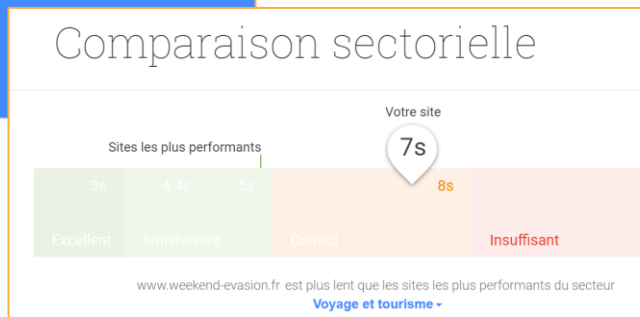 Comparaison sectorielle
Votre site
7s
Sites les plus performants
3s 4.4s 5s 8s
Excellent Satisfaisant Correct Insuffisant
www.weekend-evasion.fr est plus lent que les sites les plus performants du secteur
Voyage et tourisme